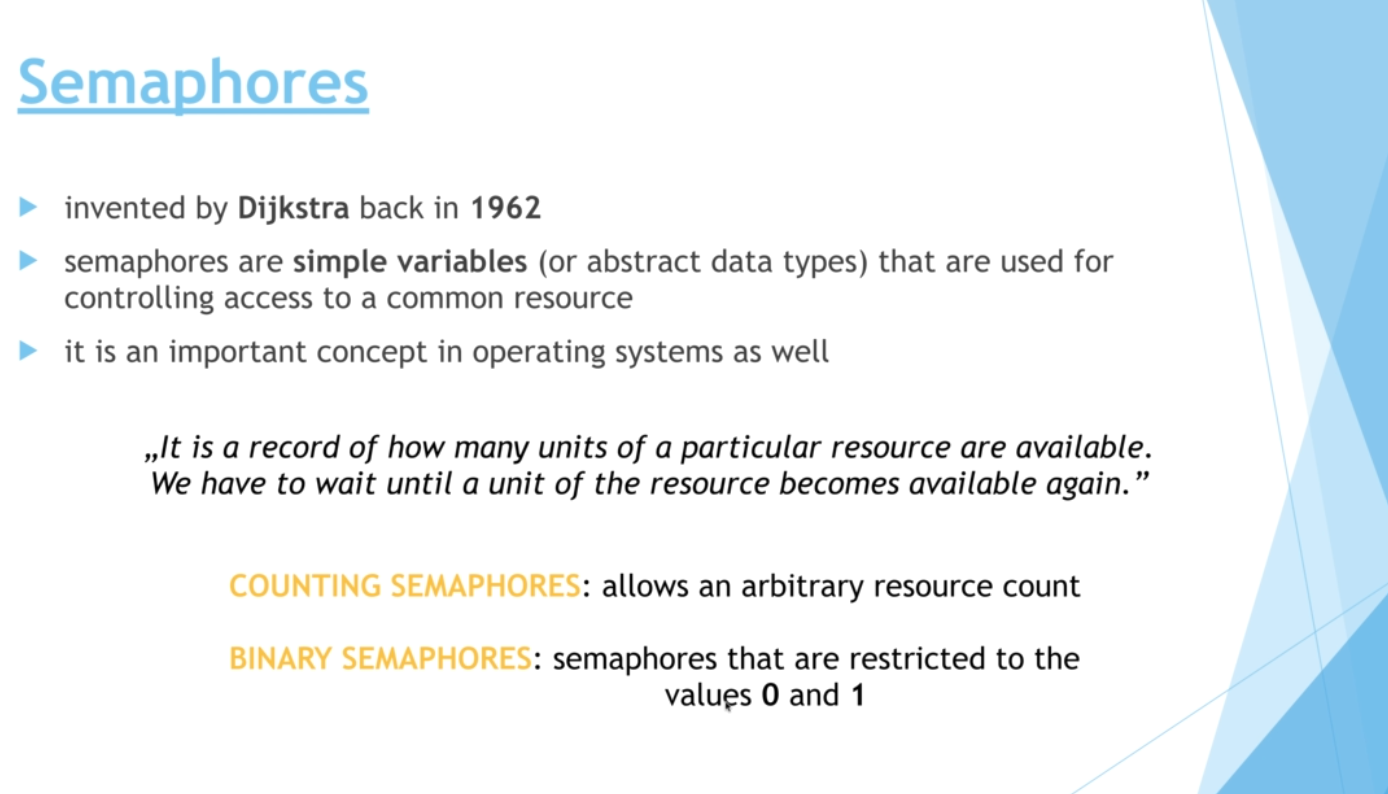 Semaphores
invented by Dijkstra back in 1962
semaphores are simple variables (or abstract data types) that are used for
controlling access to a common resource
it is an important concept in operating systems as well
„It is a record of how many units of a particular resource are available.
We have to wait until a unit of the resource becomes available again.”
COUNTING SEMAPHORES: allows an arbitrary resource count
BINARY SEMAPHORES: semaphores that are restricted to the
values 0 and 1